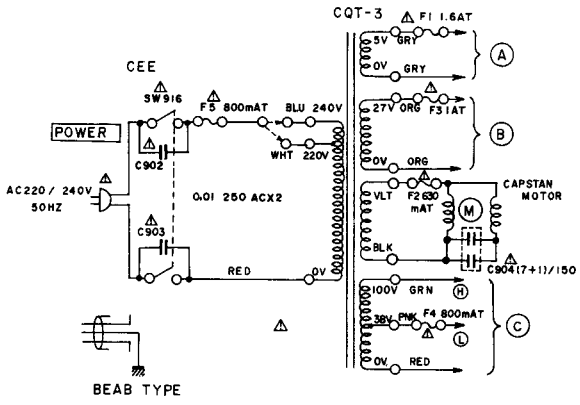 CQT-3
F1 1.6AT
5V GRY
A
0V GRY
CEE
SW916
F5 800mAT
BLU 240V
27V ORG
F3 1AT
B
POWER
C902
WHT 220V
0V ORG
AC220/240V
50HZ
0.01 250 ACX2
VLT
F2 630
mAT
M
CAPSTAN
MOTOR
C903
BLK
C904(7+1)/150
RED
0V
100V GRN
H
38V PNK F4 800mAT
C
L
0V RED
BEAB TYPE